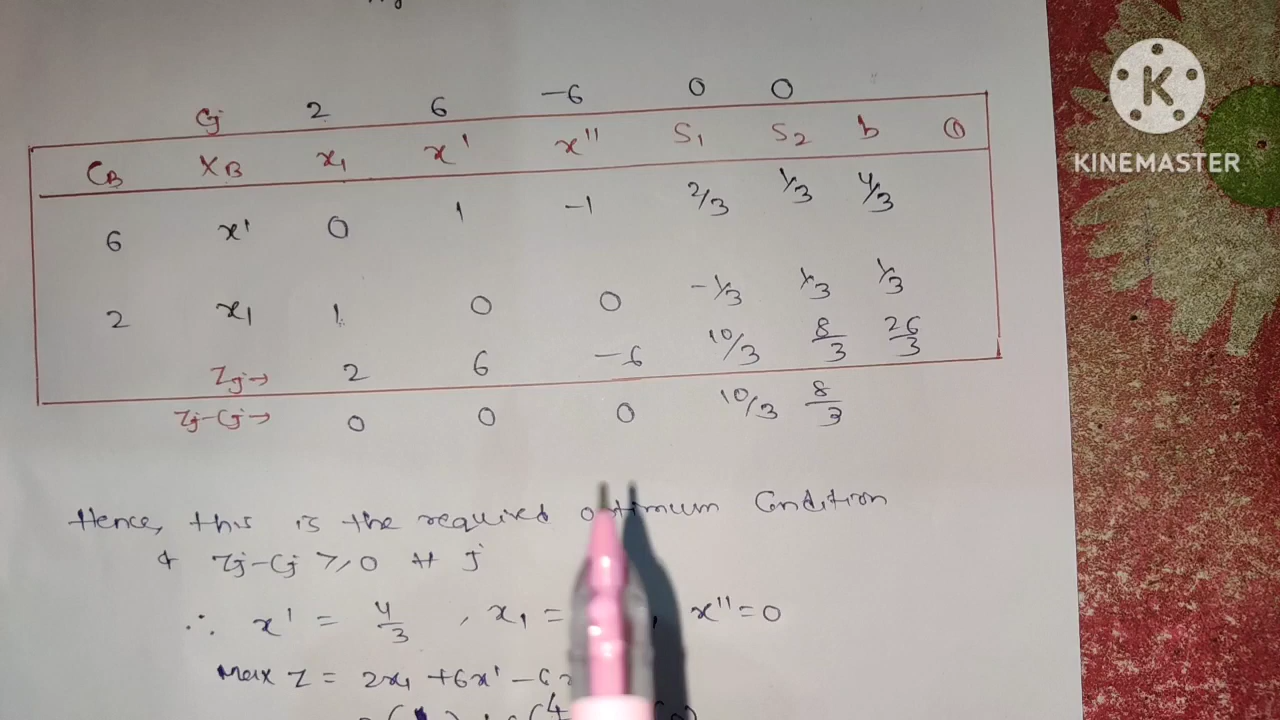 Cj 2 6 -6 0 0
CB XB x1 x' x'' S1 S2 b θ
6 x' 0 1 -1 2/3 1/3 4/3
2 x1 1 0 0 -1/3 1/3 1/3
Zj→ 2 6 -6 10/3 8/3 26/3
Zj-Cj→ 0 0 0 10/3 8/3
Hence, this is the required optimum Condition
& Zj-Cj ≥0 ∀ j
∴ x' = 4/3 , x1 = , x''=0
Max Z = 2x1 +6x' -6
KINEMASTER